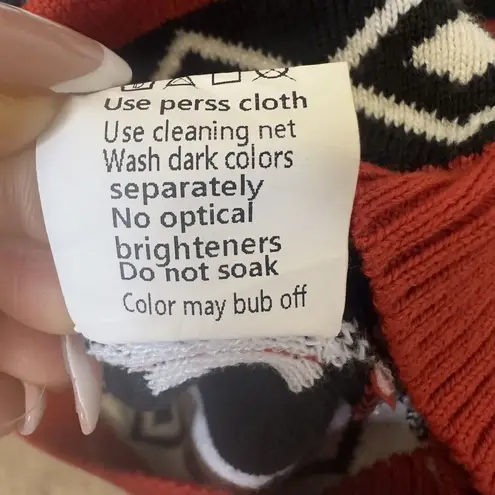 Use perss cloth
Use cleaning net
Wash dark colors
separately
No optical
brighteners
Do not soak
Color may bub off